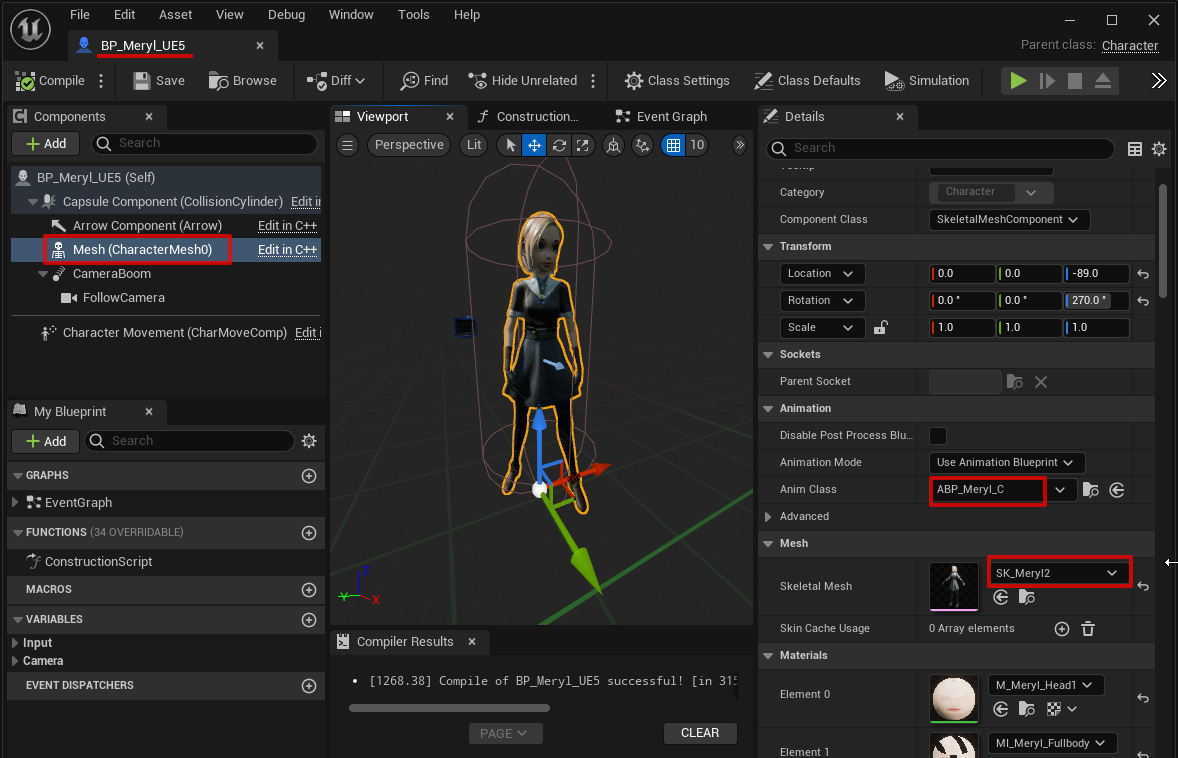 File Edit Asset View Debug Window Tools Help
BP_Meryl_UE5
Parent class: Character
Compile Save Browse Diff Find Hide Unrelated Class Settings Class Defaults Simulation
Components
Add Search
BP_Meryl_UE5 (Self)
Capsule Component (CollisionCylinder) Edit i
Arrow Component (Arrow) Edit in C++
Mesh (CharacterMesh0) Edit in C++
CameraBoom
FollowCamera
Character Movement (CharMoveComp) Edit i
My Blueprint
Add Search
GRAPHS
EventGraph
FUNCTIONS (34 OVERRIDABLE)
ConstructionScript
MACROS
VARIABLES
Input
Camera
EVENT DISPATCHERS
Viewport Construction... Event Graph
Perspective Lit 10
Z
Y
X
Compiler Results
[1268.38] Compile of BP_Meryl_UE5 successful! [in 315
PAGE CLEAR
Details
Search
Category Character
Component Class SkeletalMeshComponent
Transform
Location 0.0 0.0 -89.0
Rotation 0.0 ° 0.0 ° 270.0 °
Scale 1.0 1.0 1.0
Sockets
Parent Socket
Animation
Disable Post Process Blu...
Animation Mode Use Animation Blueprint
Anim Class ABP_Meryl_C
Advanced
Mesh
Skeletal Mesh SK_Meryl2
Skin Cache Usage 0 Array elements
Materials
Element 0 M_Meryl_Head1
Element 1 MI_Meryl_Fullbody